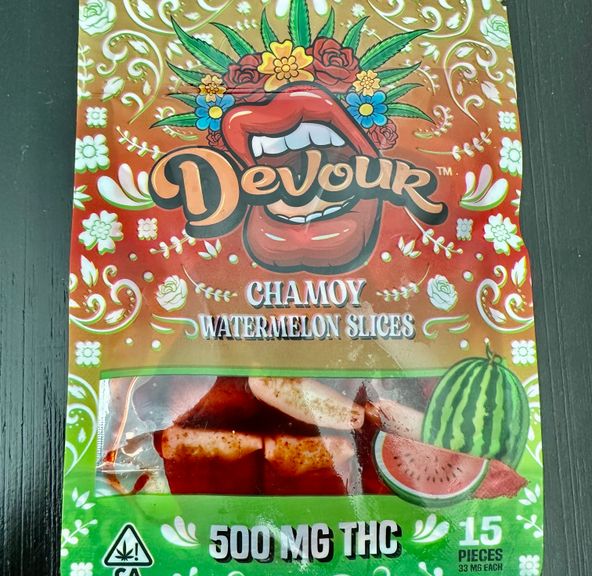 Devour™
CHAMOY
WATERMELON SLICES
500 MG THC
15
PIECES
33 MG EACH
!
CA